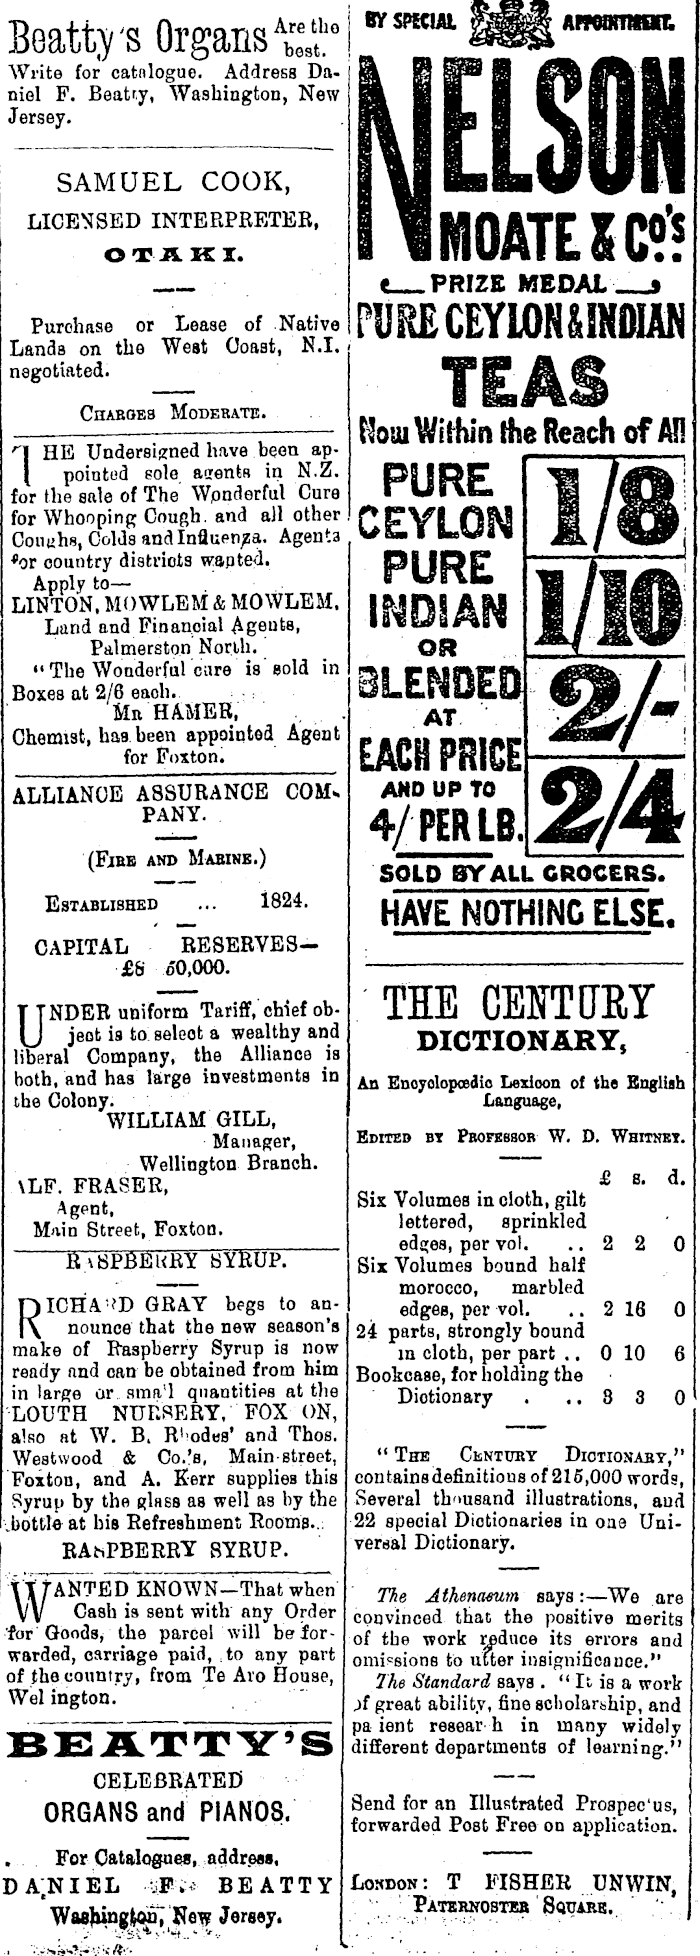 Beatty's Organs Are the
best.
Write for catalogue. Address Da-
niel F. Beatty, Washington, New
Jersey.
SAMUEL COOK,
LICENSED INTERPRETER,
OTAKI.
Purchase or Lease of Native
Lands on the West Coast, N.I.
negotiated.
CHARGES MODERATE.
THE Undersigned have been ap-
pointed sole agents in N.Z.
for the sale of The Wonderful Cure
for Whooping Cough and all other
Coughs, Colds and Influenza. Agents
for country districts wanted.
Apply to—
LINTON, MOWLEM & MOWLEM,
Land and Financial Agents,
Palmerston North.
"The Wonderful cure is sold in
Boxes at 2/6 each.
MR HAMER,
Chemist, has been appointed Agent
for Foxton.
ALLIANCE ASSURANCE COM-
PANY.
(FIRE AND MARINE.)
ESTABLISHED ... 1824.
CAPITAL RESERVES—
UNDER uniform Tariff, chief ob-
ject is to select a wealthy and
liberal Company, the Alliance is
both, and has large investments in
the Colony.
WILLIAM GILL,
Manager,
Wellington Branch.
ALF. FRASER,
Agent,
Main Street, Foxton.
RASPBERRY SYRUP.
RICHARD GRAY begs to an-
nounce that the new season's
make of Raspberry Syrup is now
ready and can be obtained from him
in large or small quantities at the
LOUTH NURSERY, FOX ON,
also at W. B. Rhodes' and Thos.
Westwood & Co.'s, Main-street,
Foxton, and A. Kerr supplies this
Syrup by the glass as well as by the
bottle at his Refreshment Rooms.
RASPBERRY SYRUP.
WANTED KNOWN—That when
Cash is sent with any Order
for Goods, the parcel will be for-
warded, carriage paid, to any part
of the country, from Te Aro House,
Wel ington.
BEATTY'S
CELEBRATED
ORGANS and PIANOS.
For Catalogues, address,
DANIEL F. BEATTY
Washington, New Jersey.
BY SPECIAL APPOINTMENT.
NELSON
MOATE & CO'S.
PRIZE MEDAL
PURE CEYLON & INDIAN
TEAS
Now Within the Reach of All
PURE
CEYLON
PURE
INDIAN
OR
BLENDED
AT
EACH PRICE
AND UP TO
4/ PER LB.
1/8
1/10
2/-
2/4
SOLD BY ALL GROCERS.
HAVE NOTHING ELSE.
THE CENTURY
DICTIONARY,
An Encyclopœdic Lexicon of the English
Language,
EDITED BY PROFESSOR W. D. WHITNEY.
£ s. d.
Six Volumes in cloth, gilt
lettered, sprinkled
edges, per vol. .. 2 2 0
Six Volumes bound half
morocco, marbled
edges, per vol. .. 2 16 0
24 parts, strongly bound
in cloth, per part .. 0 10 6
Bookcase, for holding the
Dictionary . .. 3 3 0
"THE CENTURY DICTIONARY,"
contains definitions of 215,000 words,
Several thousand illustrations, and
22 special Dictionaries in one Uni-
versal Dictionary.
The Athenæum says:—We are
convinced that the positive merits
of the work reduce its errors and
omissions to utter insignificance."
The Standard says. "It is a work
of great ability, fine scholarship, and
pa ient resear h in many widely
different departments of learning."
Send for an Illustrated Prospec'us,
forwarded Post Free on application.
LONDON: T FISHER UNWIN,
PATERNOSTER SQUARE.